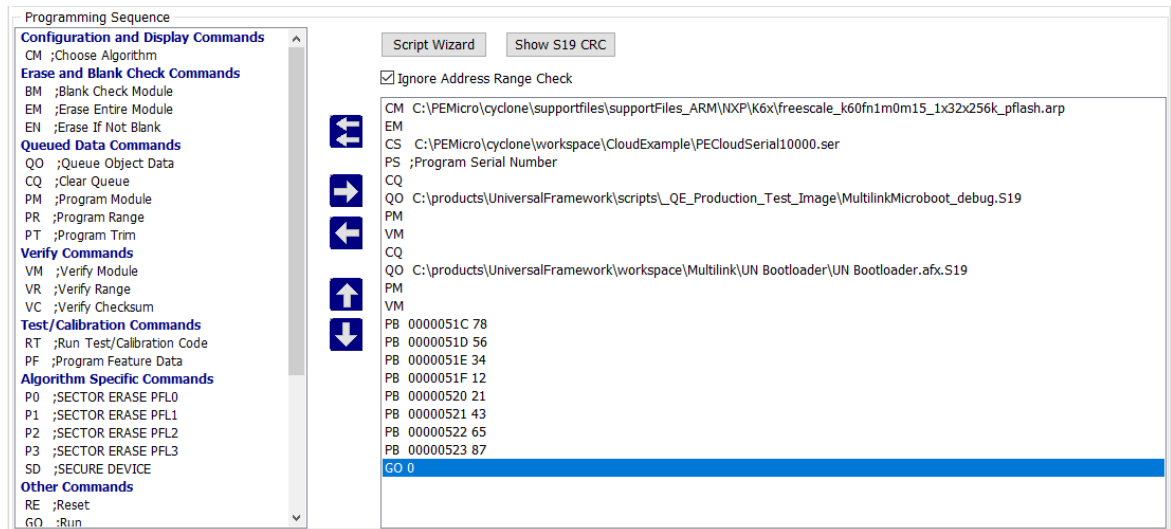 Programming Sequence
Configuration and Display Commands
CM ;Choose Algorithm
Erase and Blank Check Commands
BM ;Blank Check Module
EM ;Erase Entire Module
EN ;Erase If Not Blank
Queued Data Commands
QO ;Queue Object Data
CQ ;Clear Queue
PM ;Program Module
PR ;Program Range
PT ;Program Trim
Verify Commands
VM ;Verify Module
VR ;Verify Range
VC ;Verify Checksum
Test/Calibration Commands
RT ;Run Test/Calibration Code
PF ;Program Feature Data
Algorithm Specific Commands
P0 ;SECTOR ERASE PFL0
P1 ;SECTOR ERASE PFL1
P2 ;SECTOR ERASE PFL2
P3 ;SECTOR ERASE PFL3
SD ;SECURE DEVICE
Other Commands
RE ;Reset
GO ;Run
Script Wizard
Show S19 CRC
Ignore Address Range Check
CM C:\PEMicro\cyclone\supportfiles\supportFiles_ARM\NXP\K6x\freescale_k60fn1m0m15_1x32x256k_pflash.arp
EM
CS C:\PEMicro\cyclone\workspace\CloudExample\PECloudSerial10000.ser
PS ;Program Serial Number
CQ
QO C:\products\UniversalFramework\scripts\_QE_Production_Test_Image\MultilinkMicroboot_debug.S19
PM
VM
CQ
QO C:\products\UniversalFramework\workspace\Multilink\UN Bootloader\UN Bootloader.afx.S19
PM
VM
PB 0000051C 78
PB 0000051D 56
PB 0000051E 34
PB 0000051F 12
PB 00000520 21
PB 00000521 43
PB 00000522 65
PB 00000523 87
GO 0